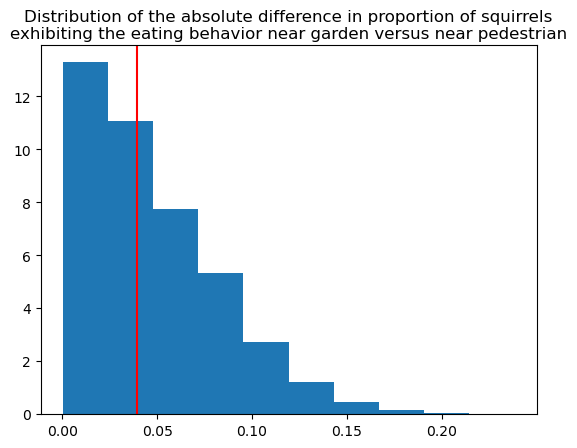 Distribution of the absolute difference in proportion of squirrels
exhibiting the eating behavior near garden versus near pedestrian
12
10
8
6
4
2
0
0.00 0.05 0.10 0.15 0.20